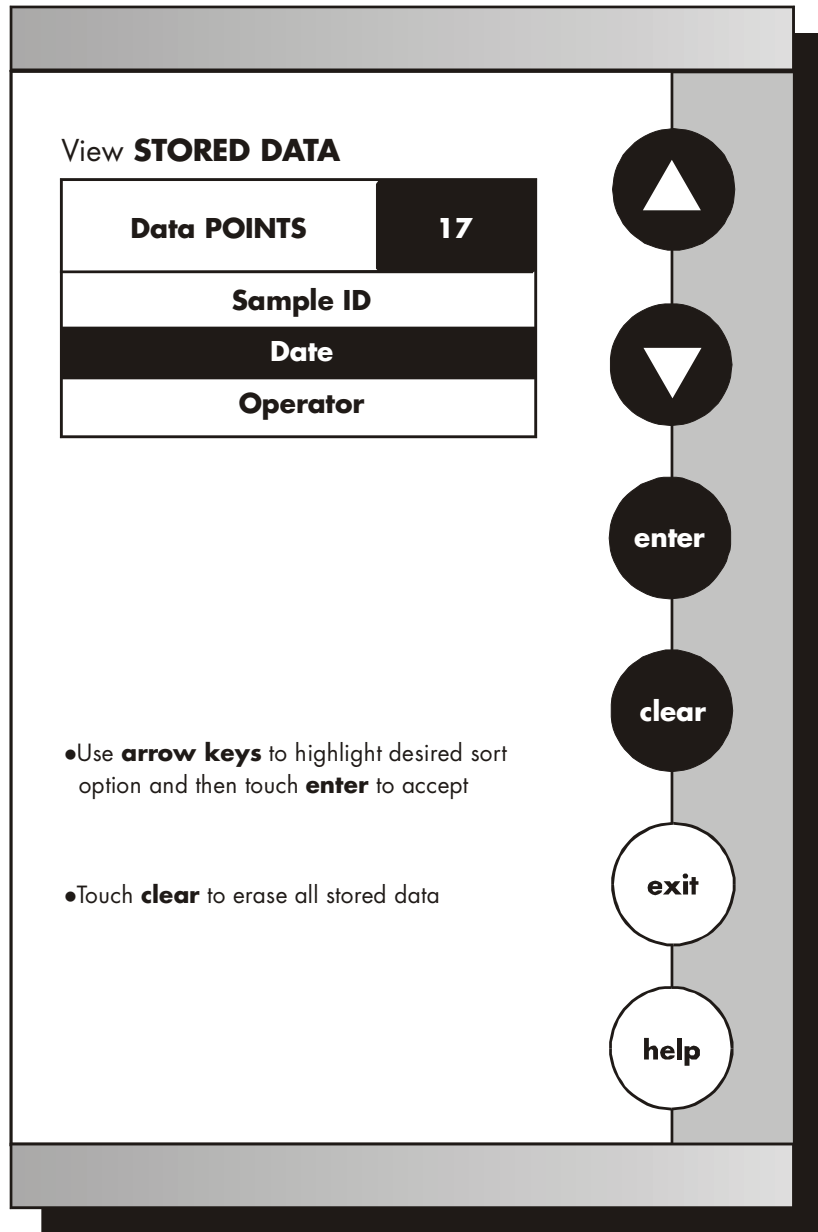 View STORED DATA
Data POINTS 17
Sample ID
Date
Operator
enter
clear
•Use arrow keys to highlight desired sort
option and then touch enter to accept
•Touch clear to erase all stored data
exit
help